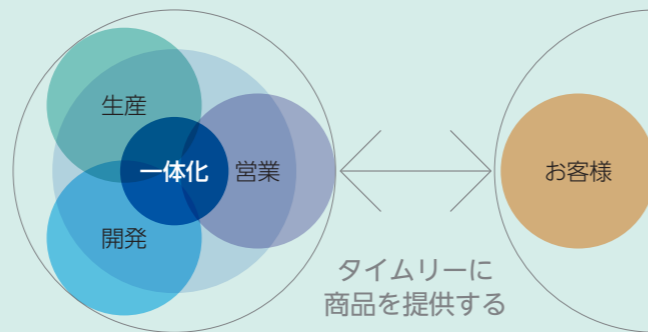 生産
一体化
営業
開発
お客様
タイムリーに
商品を提供する